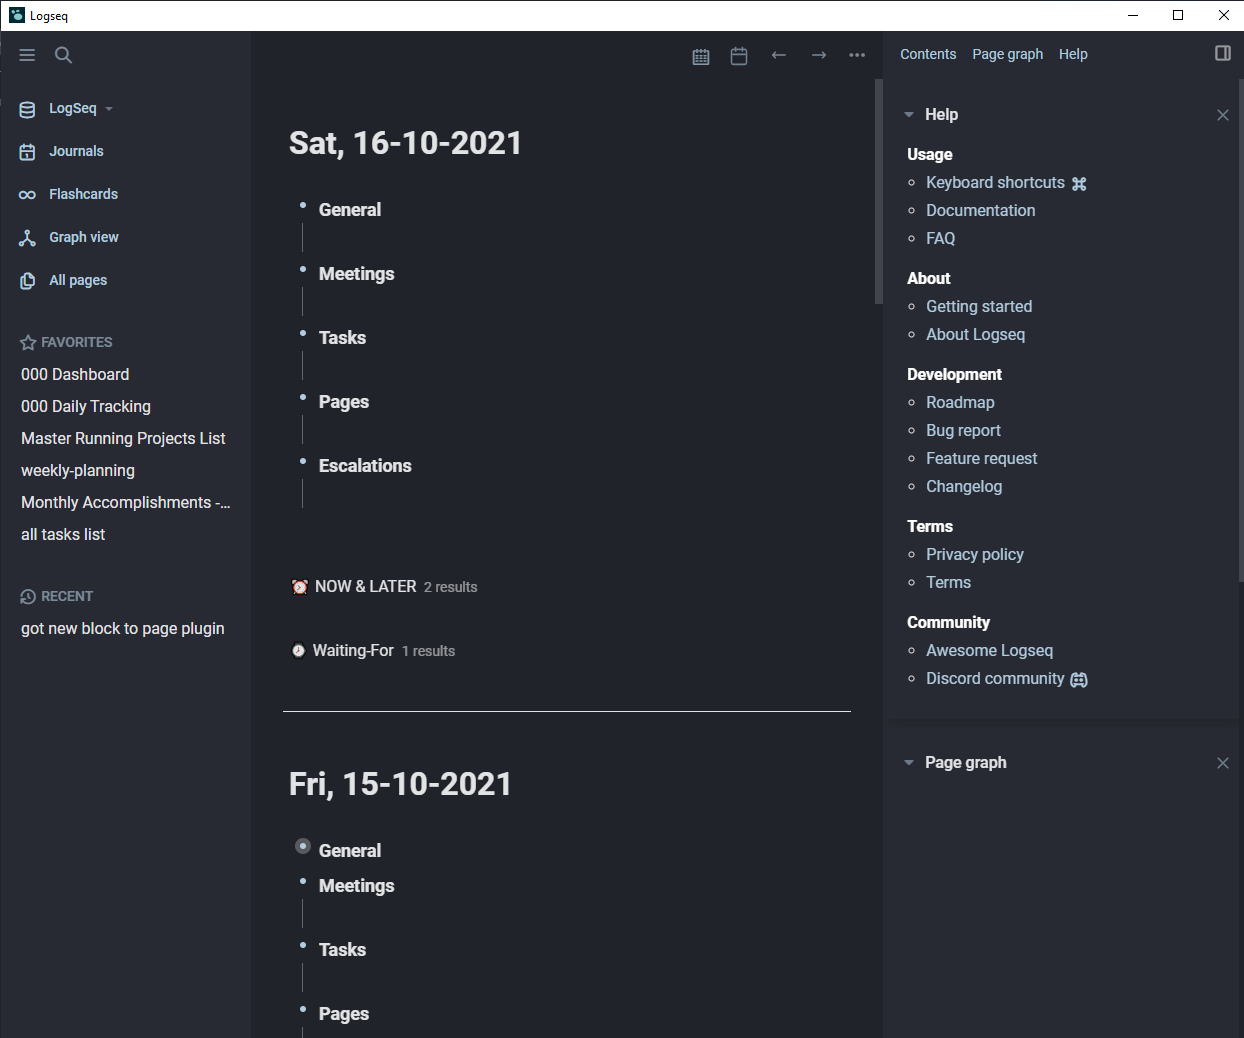 Logseq
LogSeq
Journals
Flashcards
Graph view
All pages
FAVORITES
000 Dashboard
000 Daily Tracking
Master Running Projects List
weekly-planning
Monthly Accomplishments -...
all tasks list
RECENT
got new block to page plugin
Sat, 16-10-2021
General
Meetings
Tasks
Pages
Escalations
⏰ NOW & LATER 2 results
⌚ Waiting-For 1 results
Fri, 15-10-2021
General
Meetings
Tasks
Pages
Contents Page graph Help
Help
Usage
Keyboard shortcuts ⌘
Documentation
FAQ
About
Getting started
About Logseq
Development
Roadmap
Bug report
Feature request
Changelog
Terms
Privacy policy
Terms
Community
Awesome Logseq
Discord community
Page graph